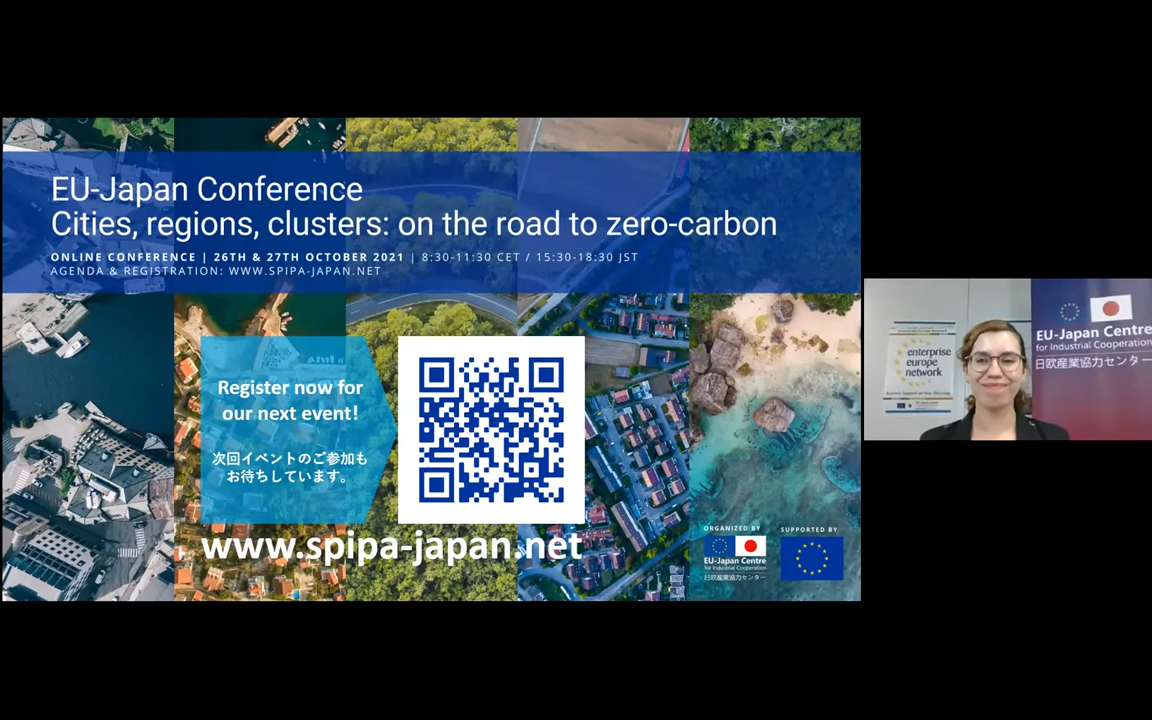 EU-Japan Conference
Cities, regions, clusters: on the road to zero-carbon
ONLINE CONFERENCE | 26TH & 27TH OCTOBER 2021 | 8:30-11:30 CET / 15:30-18:30 JST
AGENDA & REGISTRATION: WWW.SPIPA-JAPAN.NET
Register now for
our next event!
次回イベントのご参加も
お待ちしています。
www.spipa-japan.net
ORGANIZED BY
EU-Japan Centre
for Industrial Cooperation
日欧産業協力センター
SUPPORTED BY
enterprise
europe
network
EU-Japan Centre
for Industrial Cooperation
日欧産業協力センター